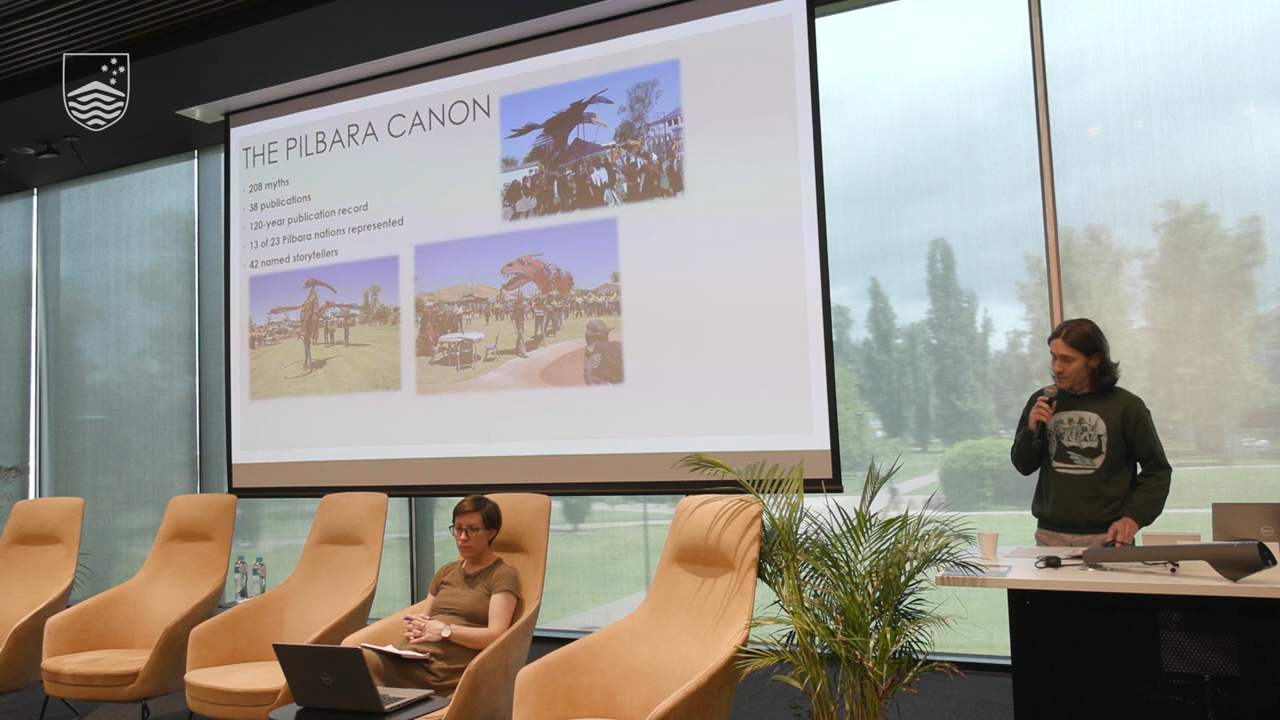 THE PILBARA CANON
208 myths
38 publications
120-year publication record
13 of 23 Pilbara nations represented
42 named storytellers